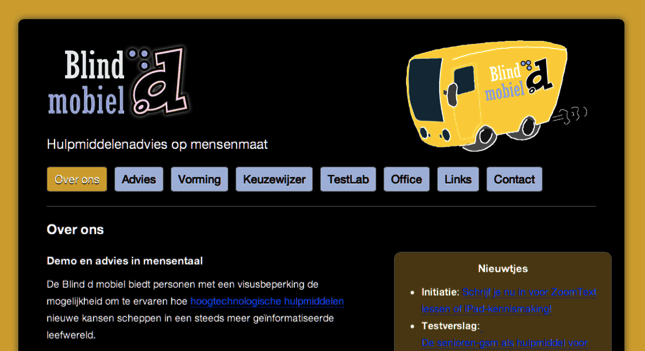 Blind
mobiel d
Blind
mobiel d
Hulpmiddelenadvies op mensenmaat
Over ons
Advies
Vorming
Keuzewijzer
TestLab
Office
Links
Contact
Over ons
Demo en advies in mensentaal
De Blind d mobiel biedt personen met een visusbeperking de
mogelijkheid om te ervaren hoe hoogtechnologische hulpmiddelen
nieuwe kansen scheppen in een steeds meer geïnformatiseerde
leefwereld.
Nieuwtjes
Initiatie: Schrijf je nu in voor ZoomText
Testverslag: